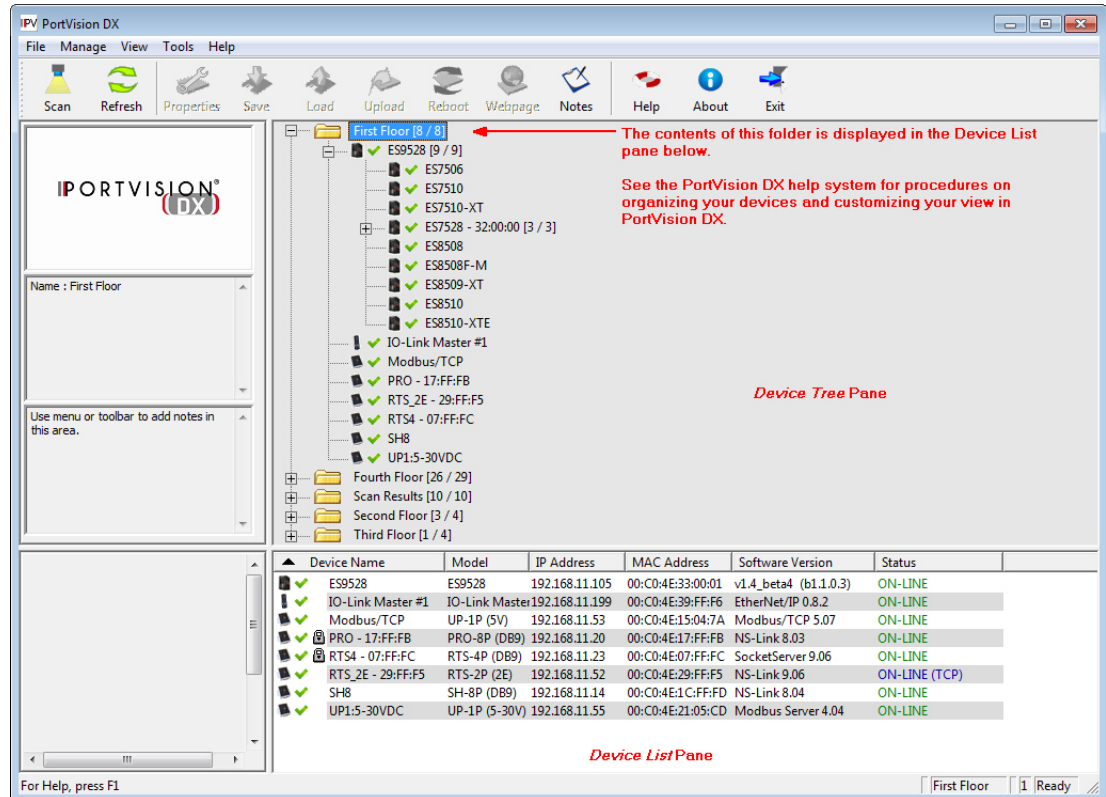 PortVision DX
File Manage View Tools Help
Scan Refresh Properties Save Load Upload Reboot Webpage Notes Help About Exit
IPORTVISION®
(DX)
Name : First Floor
Use menu or toolbar to add notes in
this area.
First Floor [8 / 8]
ES9528 [9 / 9]
ES7506
ES7510
ES7510-XT
ES7528 - 32:00:00 [3 / 3]
ES8508
ES8508F-M
ES8509-XT
ES8510
ES8510-XTE
IO-Link Master #1
Modbus/TCP
PRO - 17:FF:FB
RTS_2E - 29:FF:F5
RTS4 - 07:FF:FC
SH8
UP1:5-30VDC
Fourth Floor [26 / 29]
Scan Results [10 / 10]
Second Floor [3 / 4]
Third Floor [1 / 4]
The contents of this folder is displayed in the Device List
pane below.
See the PortVision DX help system for procedures on
organizing your devices and customizing your view in
PortVision DX.
Device Tree Pane
Device Name Model IP Address MAC Address Software Version Status
ES9528 ES9528 192.168.11.105 00:C0:4E:33:00:01 v1.4_beta4 (b1.1.0.3) ON-LINE
IO-Link Master #1 IO-Link Master 192.168.11.199 00:C0:4E:39:FF:F6 EtherNet/IP 0.8.2 ON-LINE
Modbus/TCP UP-1P (5V) 192.168.11.53 00:C0:4E:15:04:7A Modbus/TCP 5.07 ON-LINE
PRO - 17:FF:FB PRO-8P (DB9) 192.168.11.20 00:C0:4E:17:FF:FB NS-Link 8.03 ON-LINE
RTS4 - 07:FF:FC RTS-4P (DB9) 192.168.11.23 00:C0:4E:07:FF:FC SocketServer 9.06 ON-LINE
RTS_2E - 29:FF:F5 RTS-2P (2E) 192.168.11.52 00:C0:4E:29:FF:F5 NS-Link 9.06 ON-LINE (TCP)
SH8 SH-8P (DB9) 192.168.11.14 00:C0:4E:1C:FF:FD NS-Link 8.04 ON-LINE
UP1:5-30VDC UP-1P (5-30V) 192.168.11.55 00:C0:4E:21:05:CD Modbus Server 4.04 ON-LINE
Device List Pane
For Help, press F1
First Floor 1 Ready